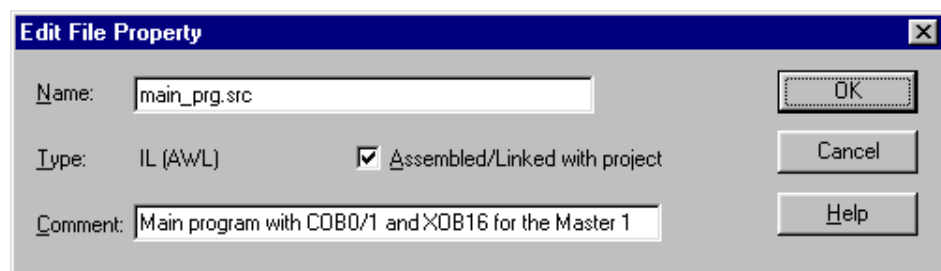 Edit File Property
Name: main_prg.src OK
Type: IL (AWL) Assembled/Linked with project Cancel
Comment: Main program with COB0/1 and XOB16 for the Master 1 Help